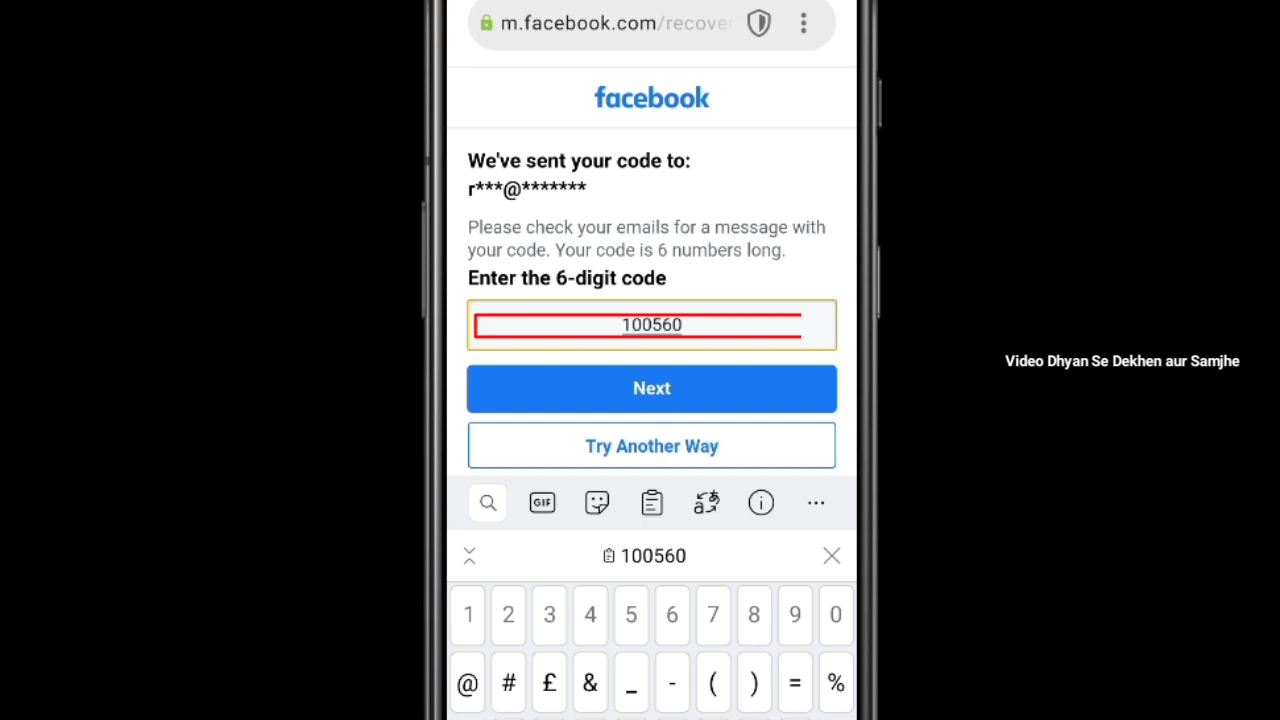 m.facebook.com/recover
facebook
We've sent your code to:
r***@*******
Please check your emails for a message with
your code. Your code is 6 numbers long.
Enter the 6-digit code
100560
Next
Video Dhyan Se Dekhen aur Samjhe
Try Another Way
GIF
100560
1 2 3 4 5 6 7 8 9 0
@ # £ & _ - ( ) = %